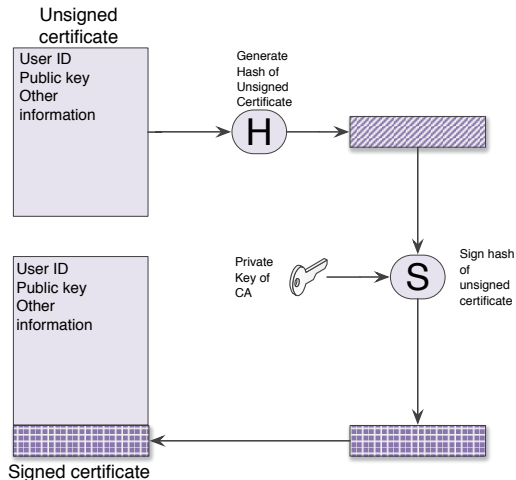 Unsigned
certificate
User ID
Public key
Other
information
Generate
Hash of
Unsigned
Certificate
H
User ID
Public key
Other
information
Private
Key of
CA
S
Sign hash
of
unsigned
certificate
Signed certificate